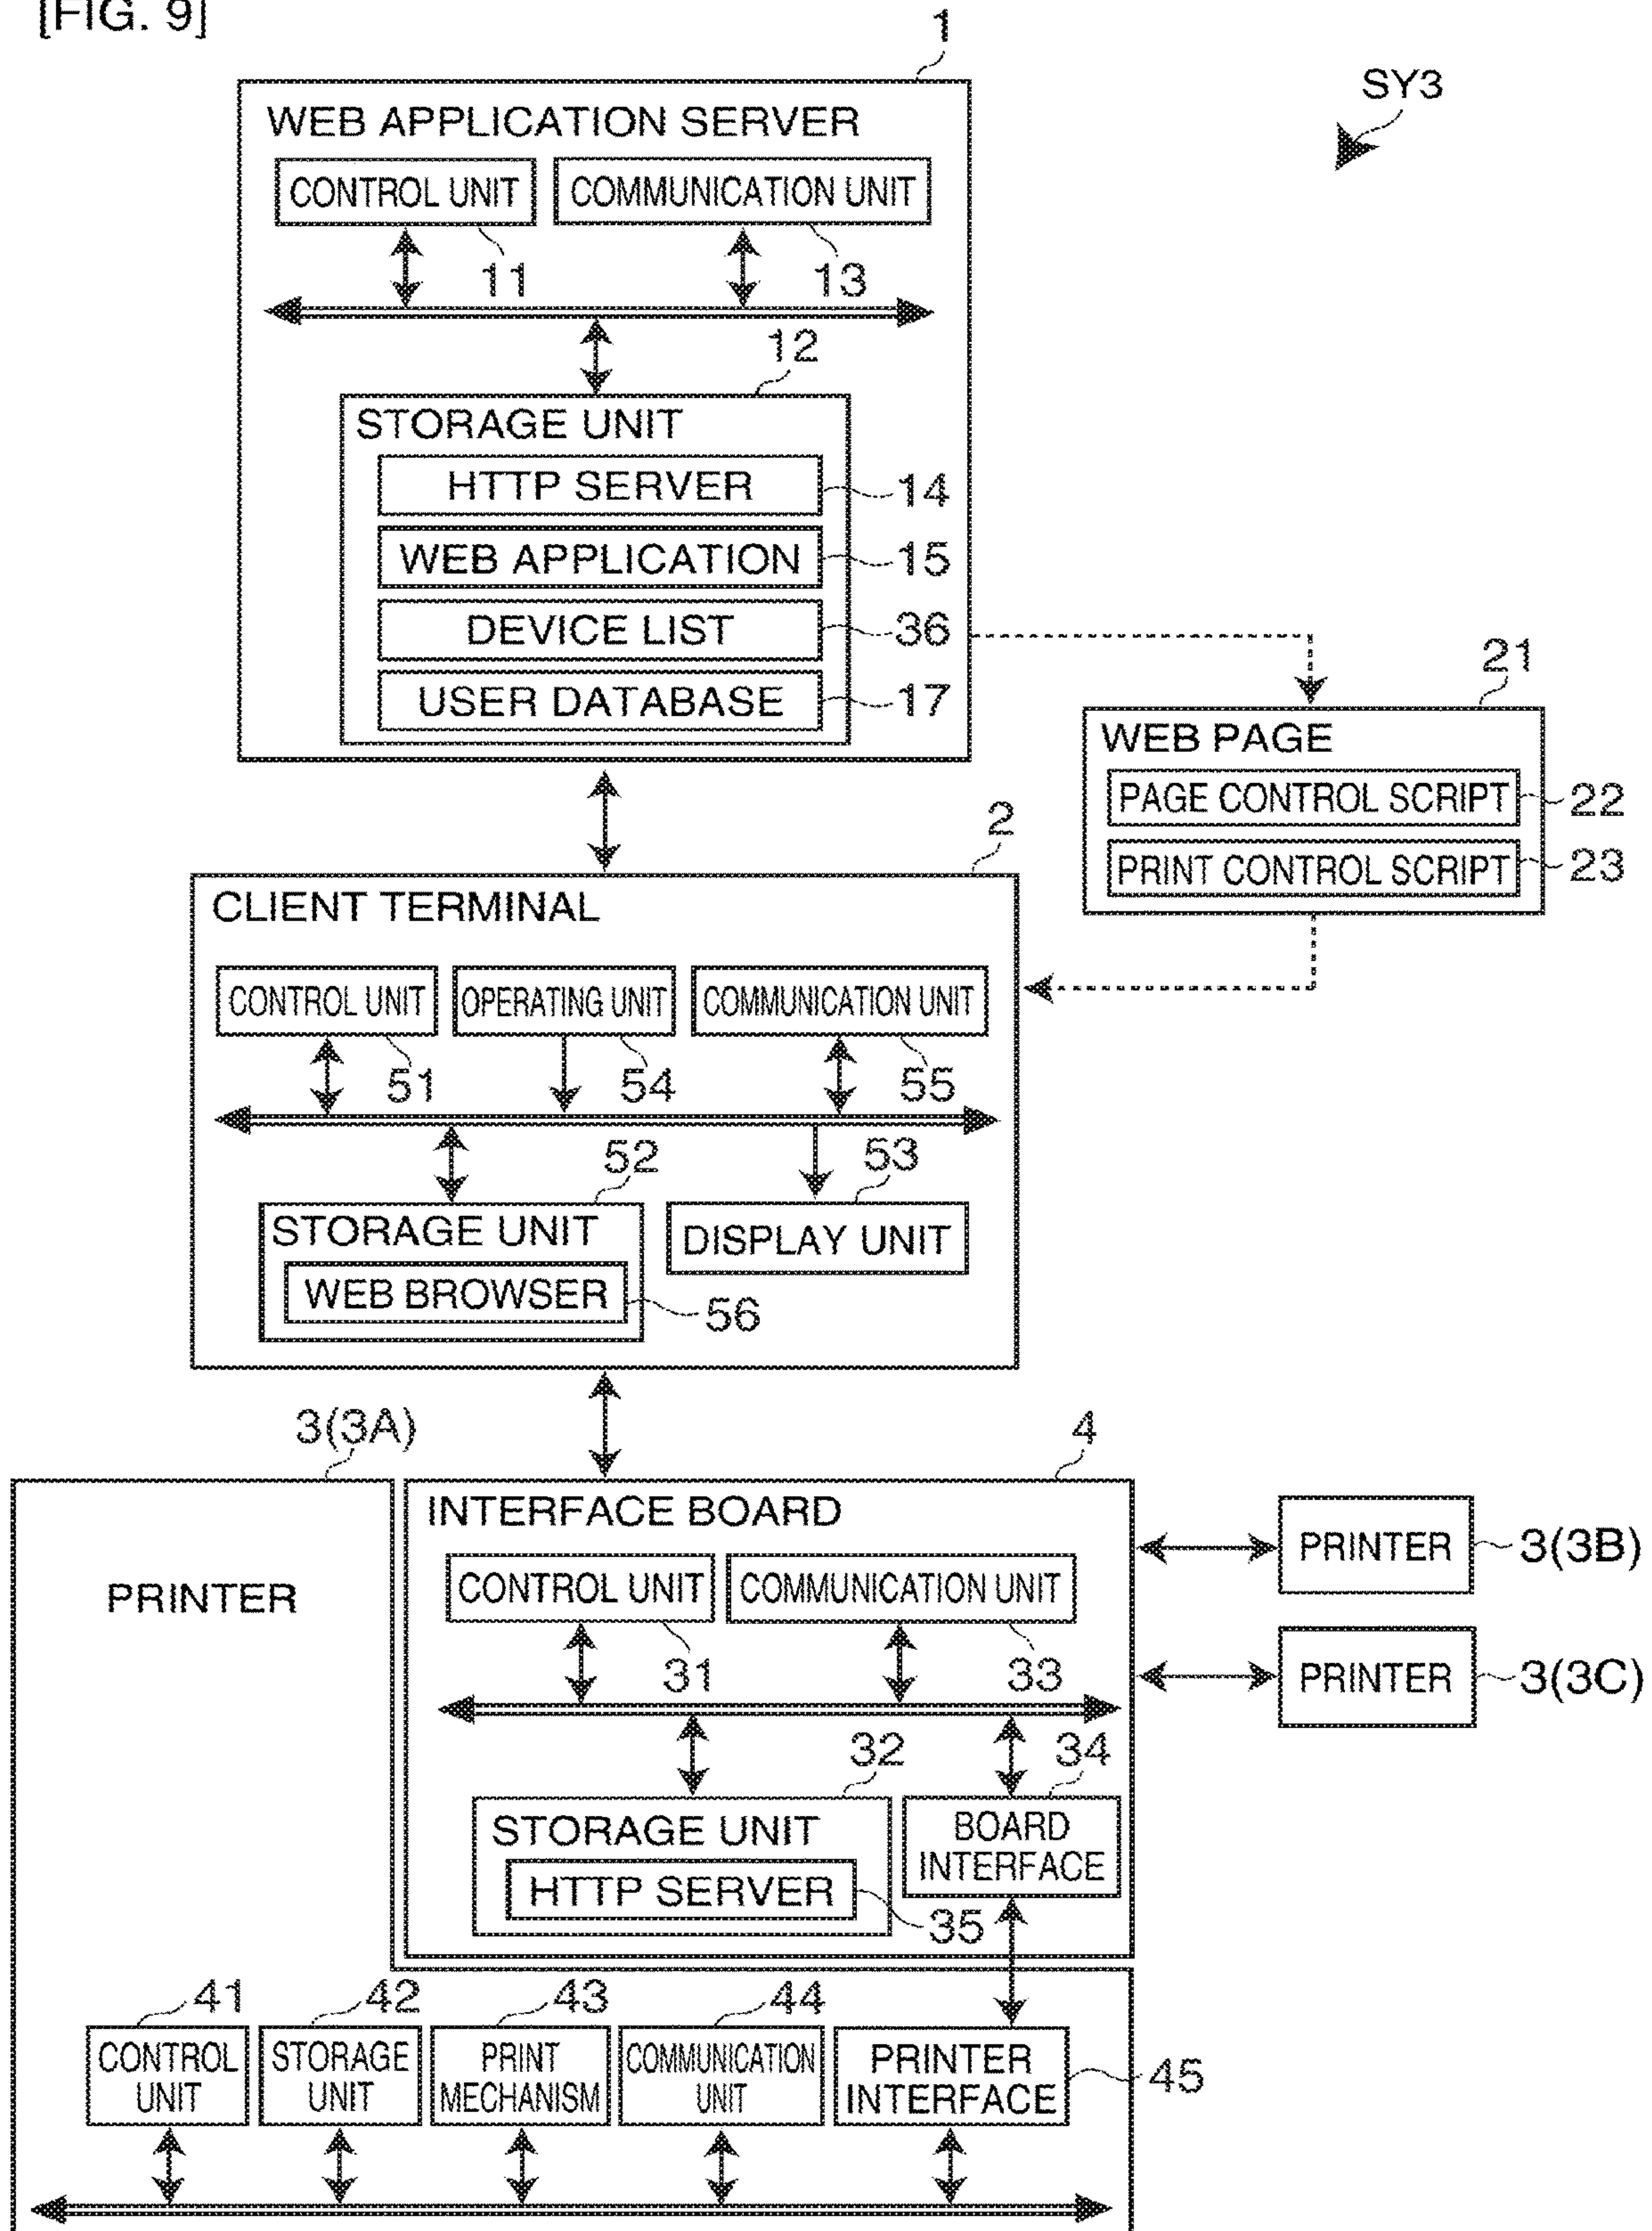 [FIG. 9]
1
SY3
WEB APPLICATION SERVER
CONTROL UNIT
COMMUNICATION UNIT
11
13
12
STORAGE UNIT
HTTP SERVER
14
WEB APPLICATION
15
DEVICE LIST
36
USER DATABASE
17
21
WEB PAGE
PAGE CONTROL SCRIPT
22
PRINT CONTROL SCRIPT
23
2
CLIENT TERMINAL
CONTROL UNIT
OPERATING UNIT
COMMUNICATION UNIT
51
54
55
52
53
STORAGE UNIT
DISPLAY UNIT
WEB BROWSER
56
3(3A)
4
PRINTER
INTERFACE BOARD
CONTROL UNIT
COMMUNICATION UNIT
31
33
PRINTER
3(3B)
PRINTER
3(3C)
32
34
STORAGE UNIT
BOARD
INTERFACE
HTTP SERVER
35
41
42
43
44
CONTROL
UNIT
STORAGE
UNIT
PRINT
MECHANISM
COMMUNICATION
UNIT
PRINTER
INTERFACE
45